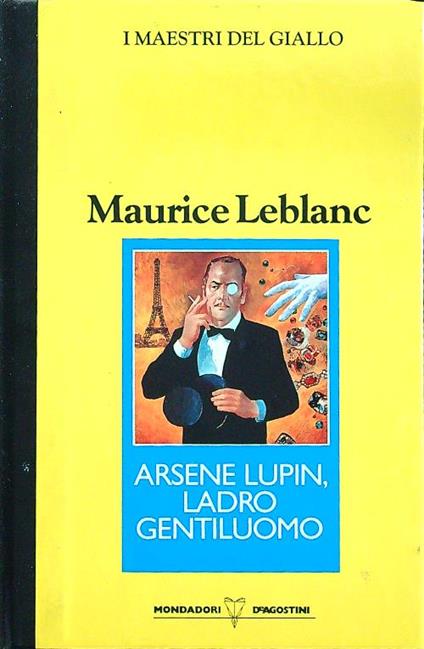 I MAESTRI DEL GIALLO
Maurice Leblanc
ARSENE LUPIN,
LADRO
GENTILUOMO
MONDADORI DEAGOSTINI